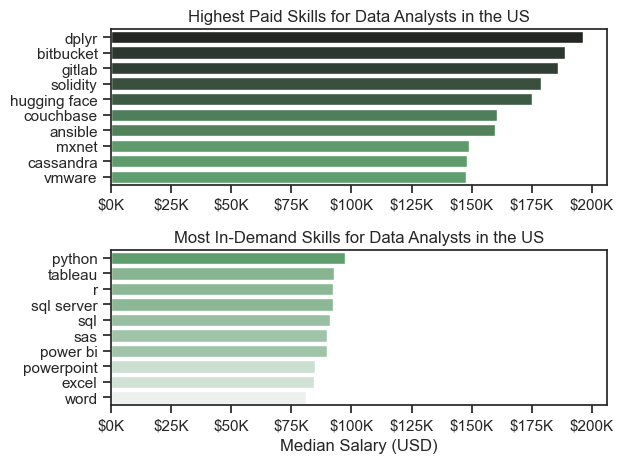 Highest Paid Skills for Data Analysts in the US
dplyr
bitbucket
gitlab
solidity
hugging face
couchbase
ansible
mxnet
cassandra
vmware
$0K $25K $50K $75K $100K $125K $150K $175K $200K
Most In-Demand Skills for Data Analysts in the US
python
tableau
r
sql server
sql
sas
power bi
powerpoint
excel
word
$0K $25K $50K $75K $100K $125K $150K $175K $200K
Median Salary (USD)